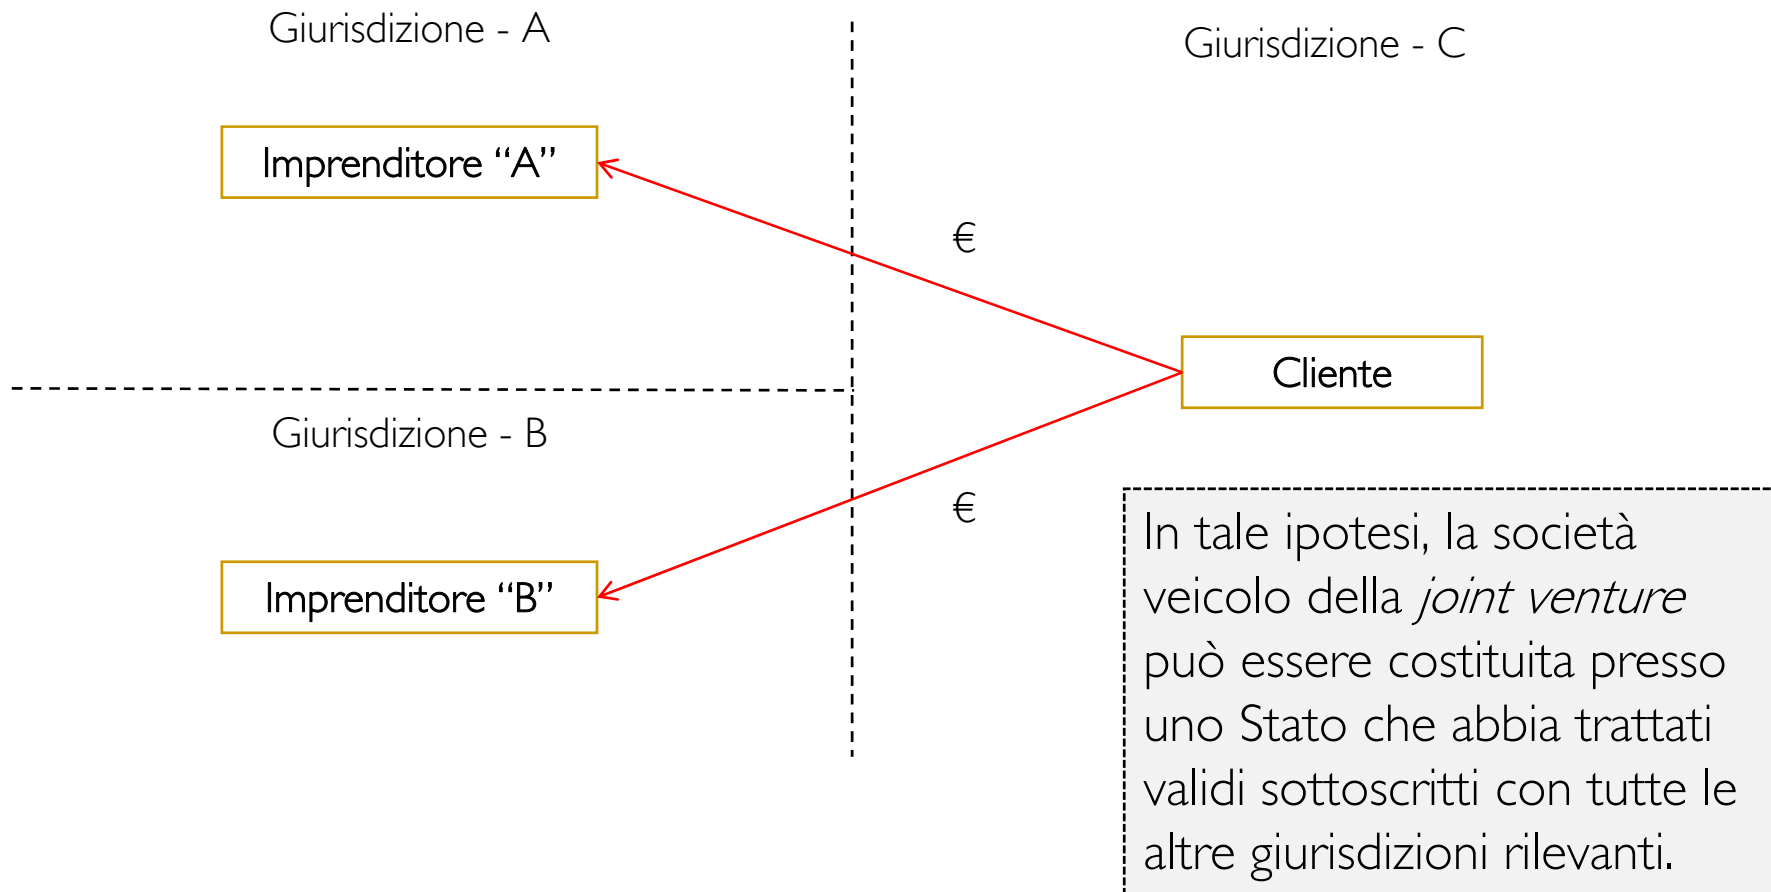 Giurisdizione - A
Giurisdizione - C
Imprenditore “A”
€
Cliente
Giurisdizione - B
€
Imprenditore “B”
In tale ipotesi, la società
veicolo della joint venture
può essere costituita presso
uno Stato che abbia trattati
validi sottoscritti con tutte le
altre giurisdizioni rilevanti.